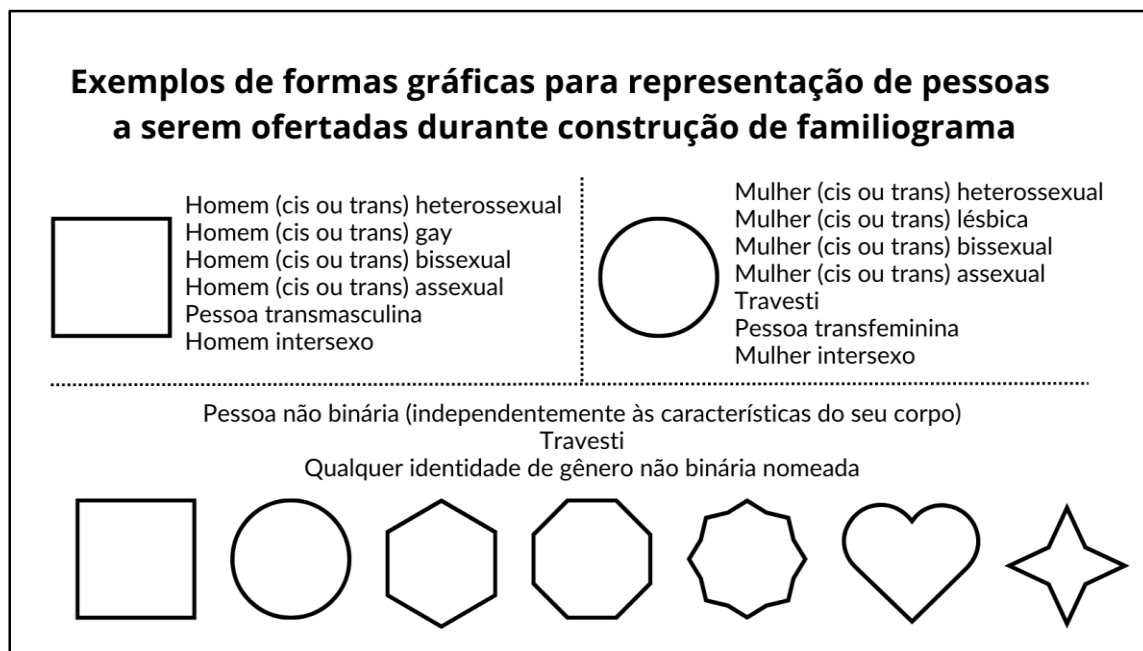 Exemplos de formas gráficas para representação de pessoas
a serem ofertadas durante construção de familiograma
Homem (cis ou trans) heterossexual
Homem (cis ou trans) gay
Homem (cis ou trans) bissexual
Homem (cis ou trans) assexual
Pessoa transmasculina
Homem intersexo
Mulher (cis ou trans) heterossexual
Mulher (cis ou trans) lésbica
Mulher (cis ou trans) bissexual
Mulher (cis ou trans) assexual
Travesti
Pessoa transfeminina
Mulher intersexo
Pessoa não binária (independentemente às características do seu corpo)
Travesti
Qualquer identidade de gênero não binária nomeada